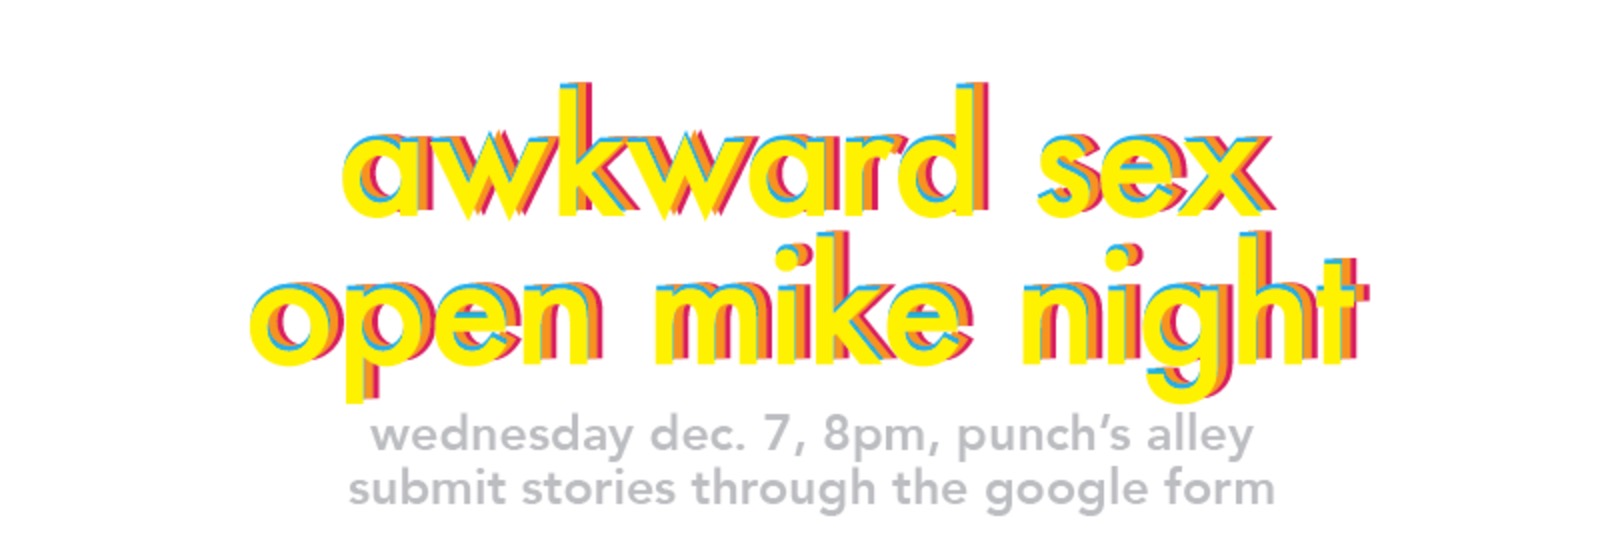 awkward sex
open mike night
wednesday dec. 7, 8pm, punch’s alley
submit stories through the google form